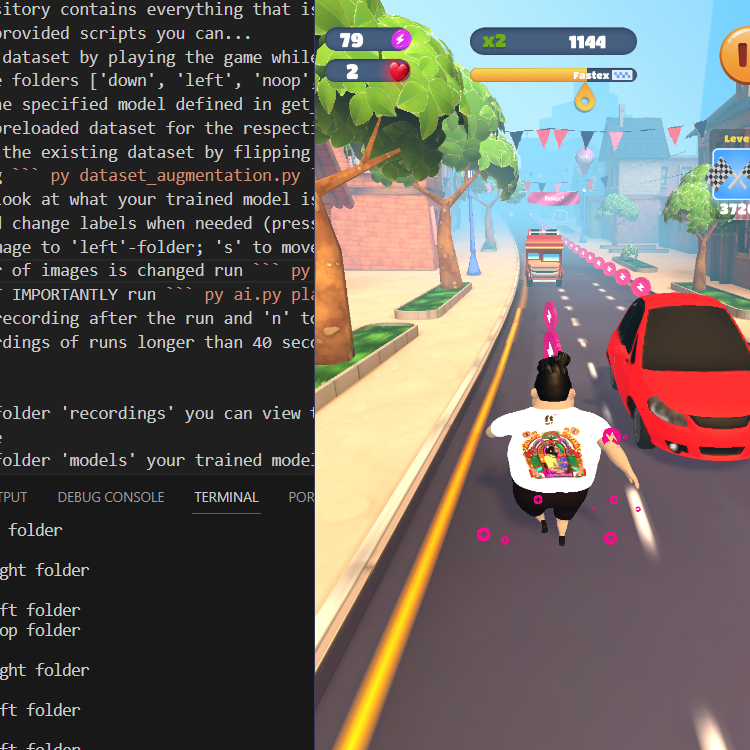 sitory contains everything that is
provided scripts you can...
dataset by playing the game while
folders ['down', 'left', 'noop'
he specified model defined in get_
preloaded dataset for the respecti
the existing dataset by flipping
g ``` py dataset_augmentation.py
look at what your trained model is
d change labels when needed (press
mage to 'left'-folder; 's' to move
r of images is changed run ``` py
T IMPORTANTLY run ``` py ai.py pla
recording after the run and 'n' to
rdings of runs longer than 40 seco
folder 'recordings' you can view
e
folder 'models' your trained model
TPUT DEBUG CONSOLE TERMINAL POR
folder
ght folder
ft folder
op folder
ght folder
ft folder
ft folder
79
2
x2 1144
Fastex
Leve
3720